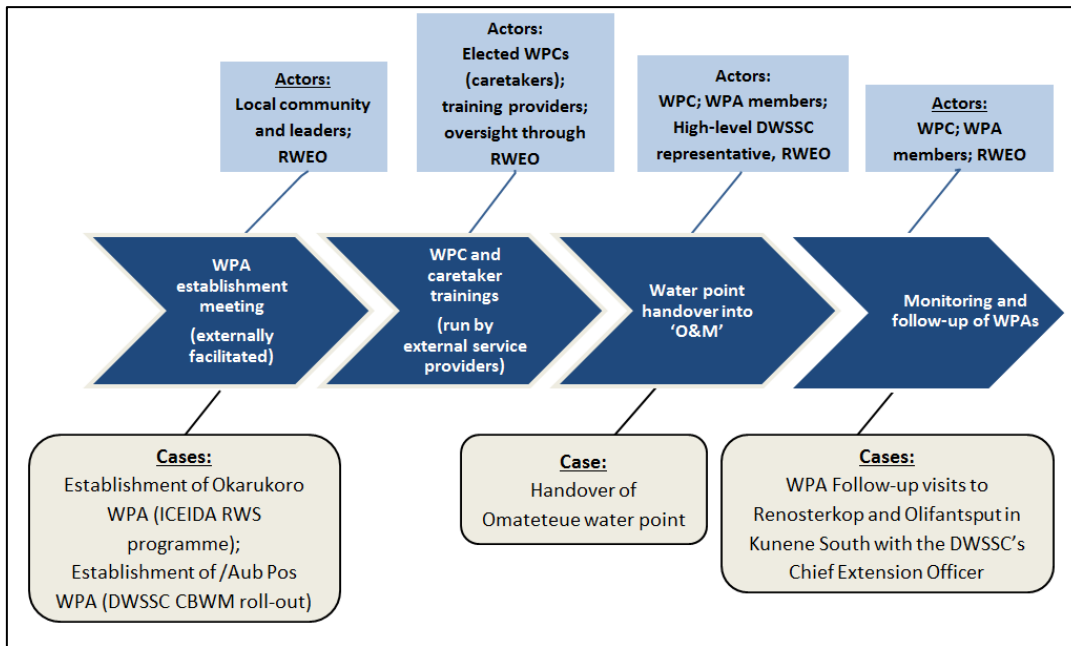 Actors:
Local community
and leaders;
RWEO
Actors:
Elected WPCs
(caretakers);
training providers;
oversight through
RWEO
Actors:
WPC; WPA members;
High-level DWSSC
representative, RWEO
Actors:
WPC; WPA
members; RWEO
WPA
establishment
meeting
(externally
facilitated)
WPC and
caretaker
trainings
(run by
external service
providers)
Water point
handover into
‘O&M’
Monitoring and
follow-up of WPAs
Cases:
Establishment of Okarukoro
WPA (ICEIDA RWS
programme);
Establishment of /Aub Pos
WPA (DWSSC CBWM roll-out)
Case:
Handover of
Omateteue water point
Cases:
WPA Follow-up visits to
Renosterkop and Olifantsput in
Kunene South with the DWSSC’s
Chief Extension Officer